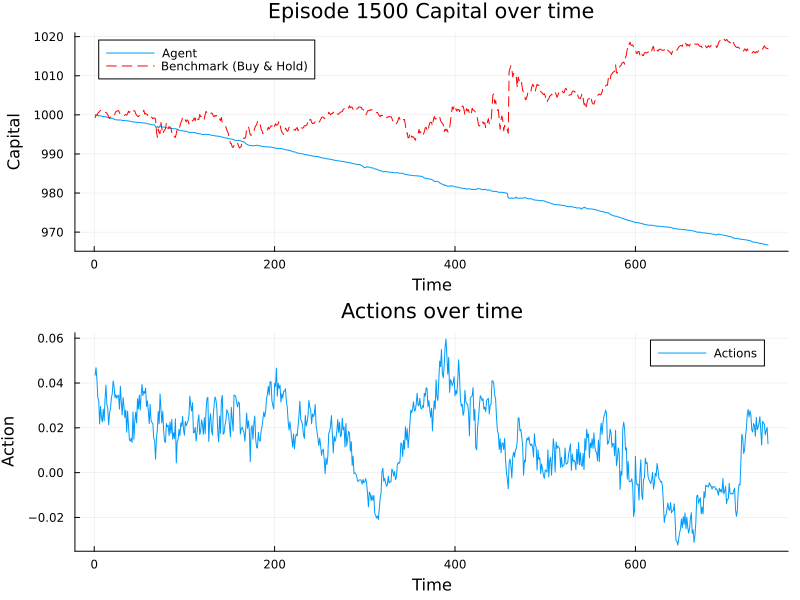 Episode 1500 Capital over time
Capital
1020
1010
1000
990
980
970
Agent
Benchmark (Buy & Hold)
0
200
400
600
Time
Actions over time
Action
0.06
0.04
0.02
0.00
−0.02
Actions
0
200
400
600
Time